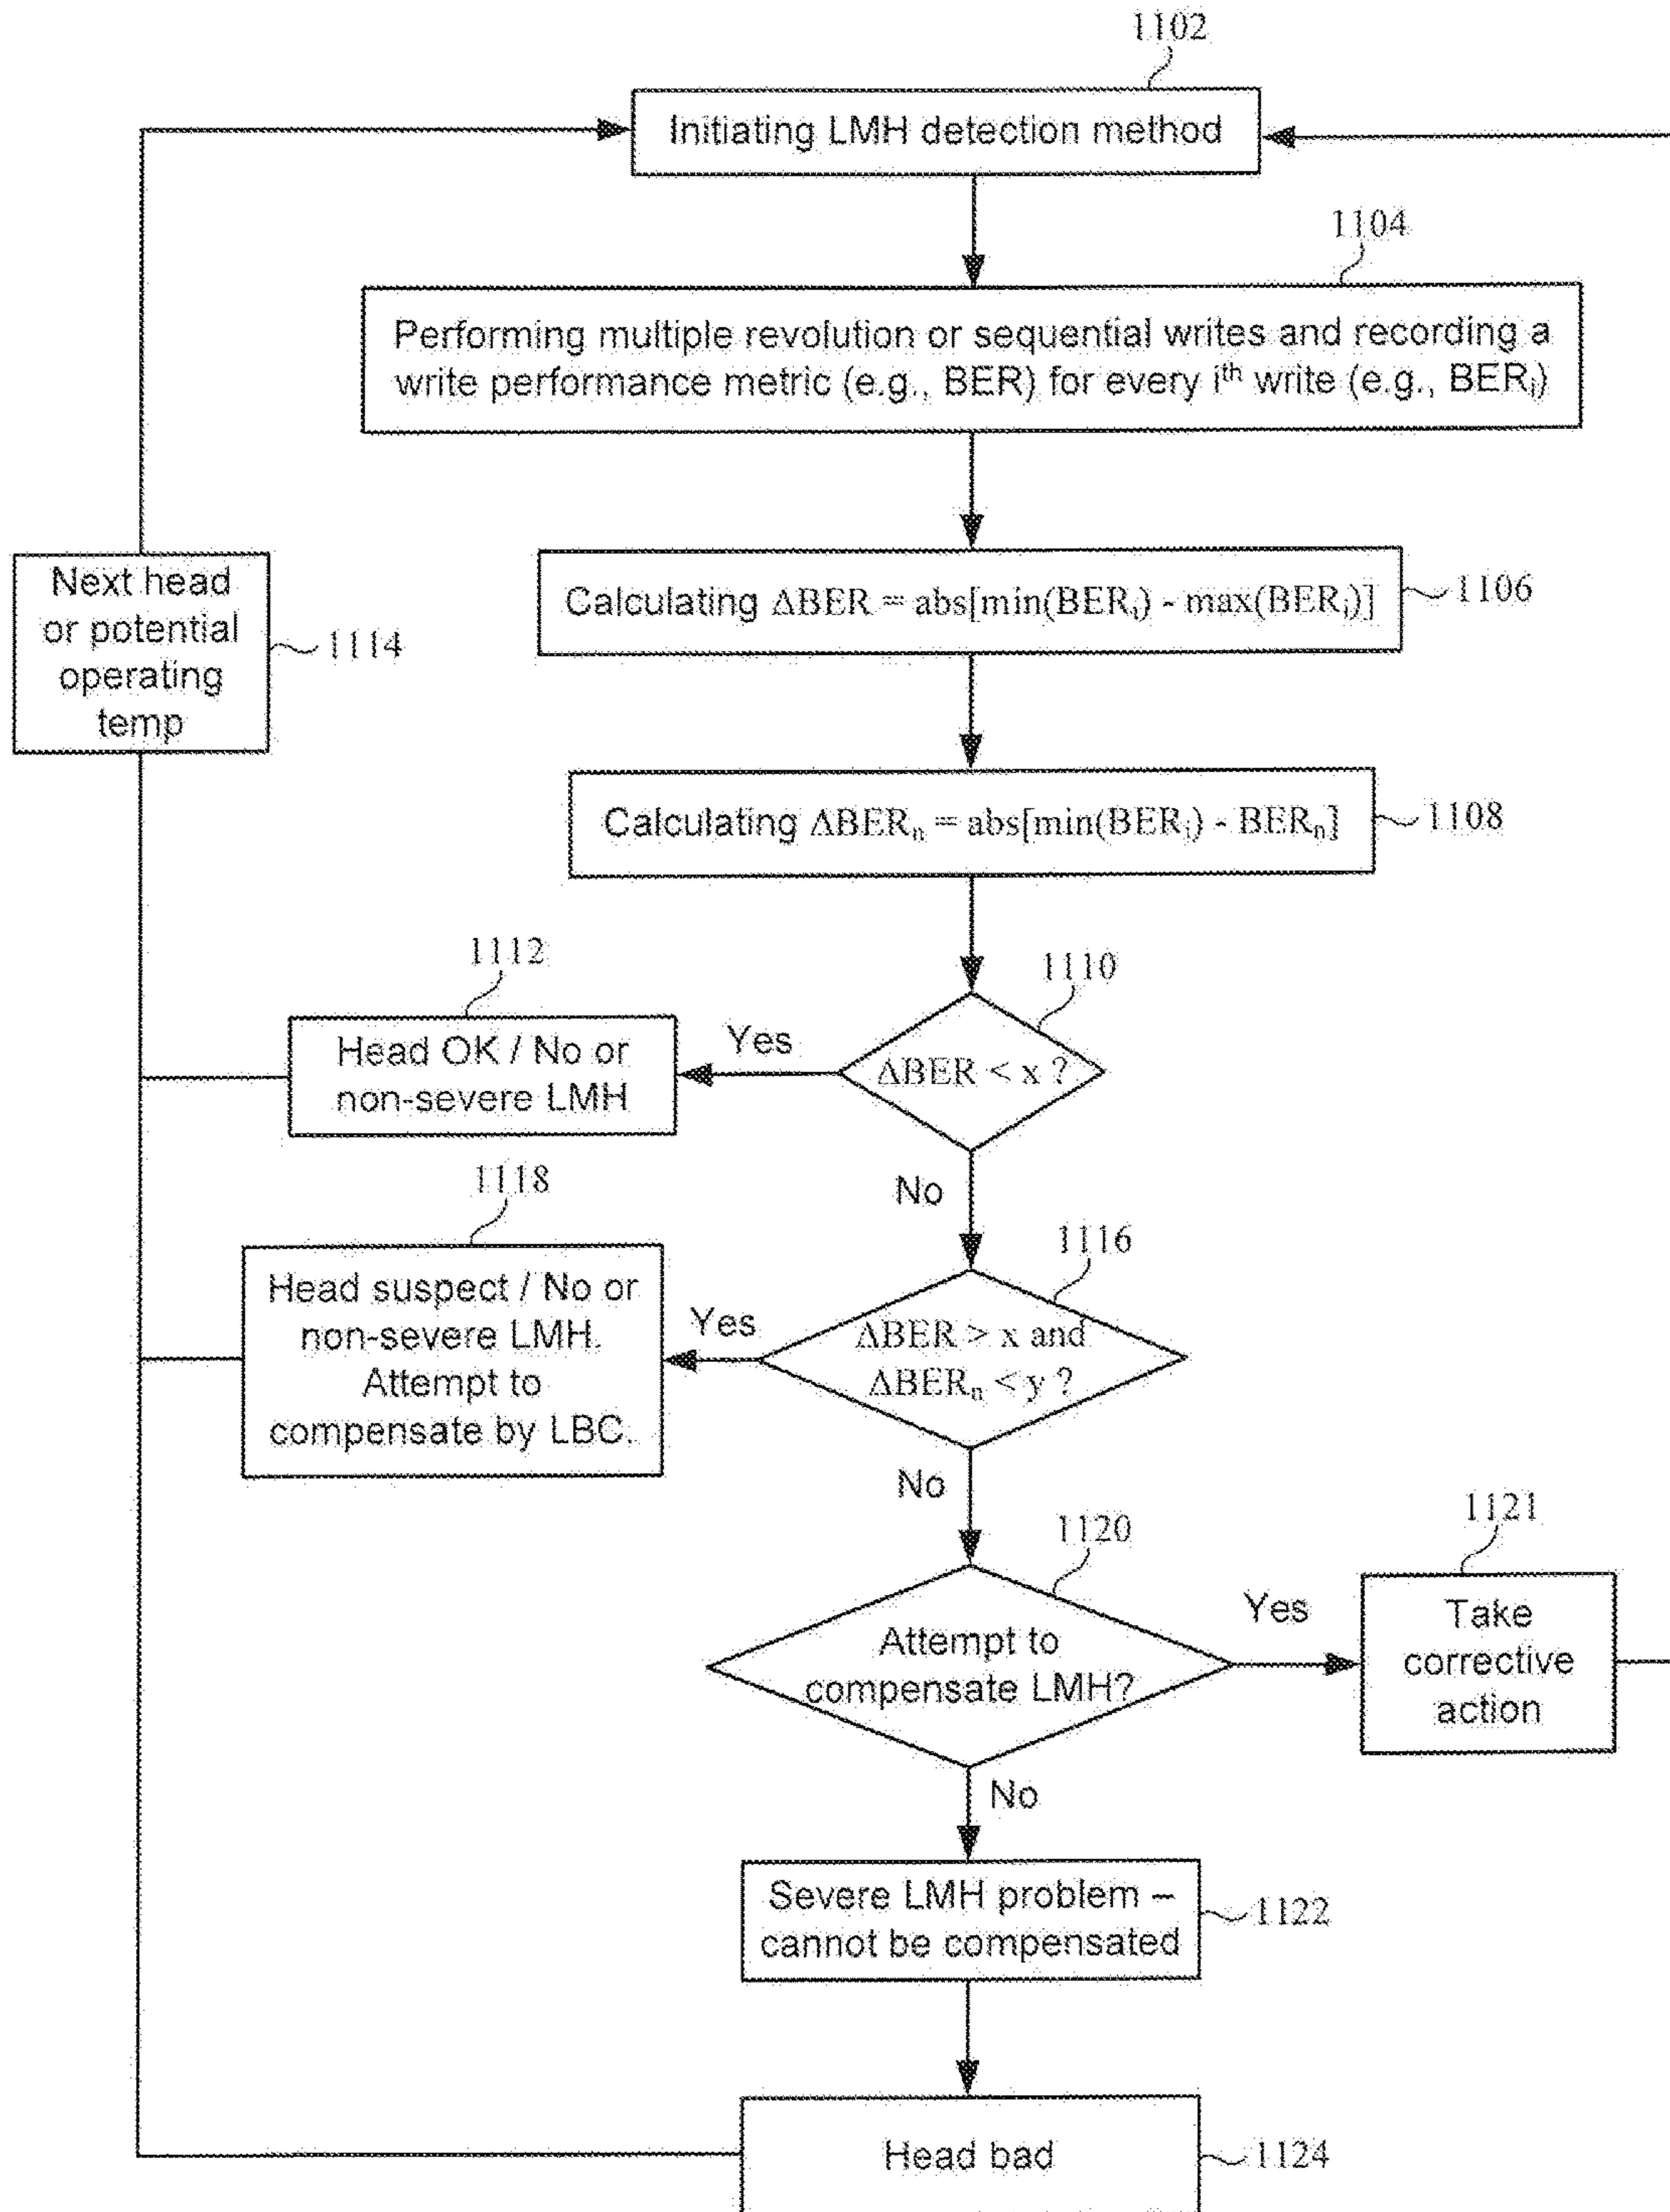 1102
Initiating LMH detection method
1104
Performing multiple revolution or sequential writes and recording a
write performance metric (e.g., BER) for every iᵗʰ write (e.g., BERᵢ)
Calculating ΔBER = abs[min(BERᵢ) - max(BERᵢ)]
1106
Next head
or potential
operating
temp
1114
Calculating ΔBERₙ = abs[min(BERᵢ) - BERₙ]
1108
1112
Head OK / No or
non-severe LMH
Yes
1110
ΔBER < x ?
No
1118
Head suspect / No or
non-severe LMH.
Attempt to
compensate by LBC.
Yes
1116
ΔBER > x and
ΔBERₙ < y ?
No
1120
Attempt to
compensate LMH?
Yes
1121
Take
corrective
action
No
Severe LMH problem –
cannot be compensated
1122
Head bad
1124